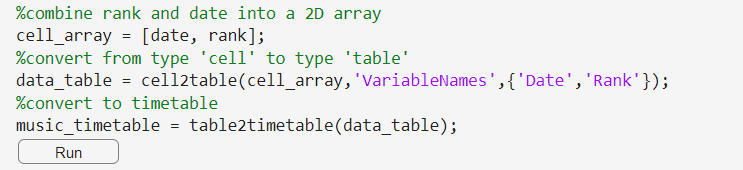 %combine rank and date into a 2D array
cell_array = [date, rank];
%convert from type 'cell' to type 'table'
data_table = cell2table(cell_array,'VariableNames',{'Date','Rank'});
%convert to timetable
music_timetable = table2timetable(data_table);
Run